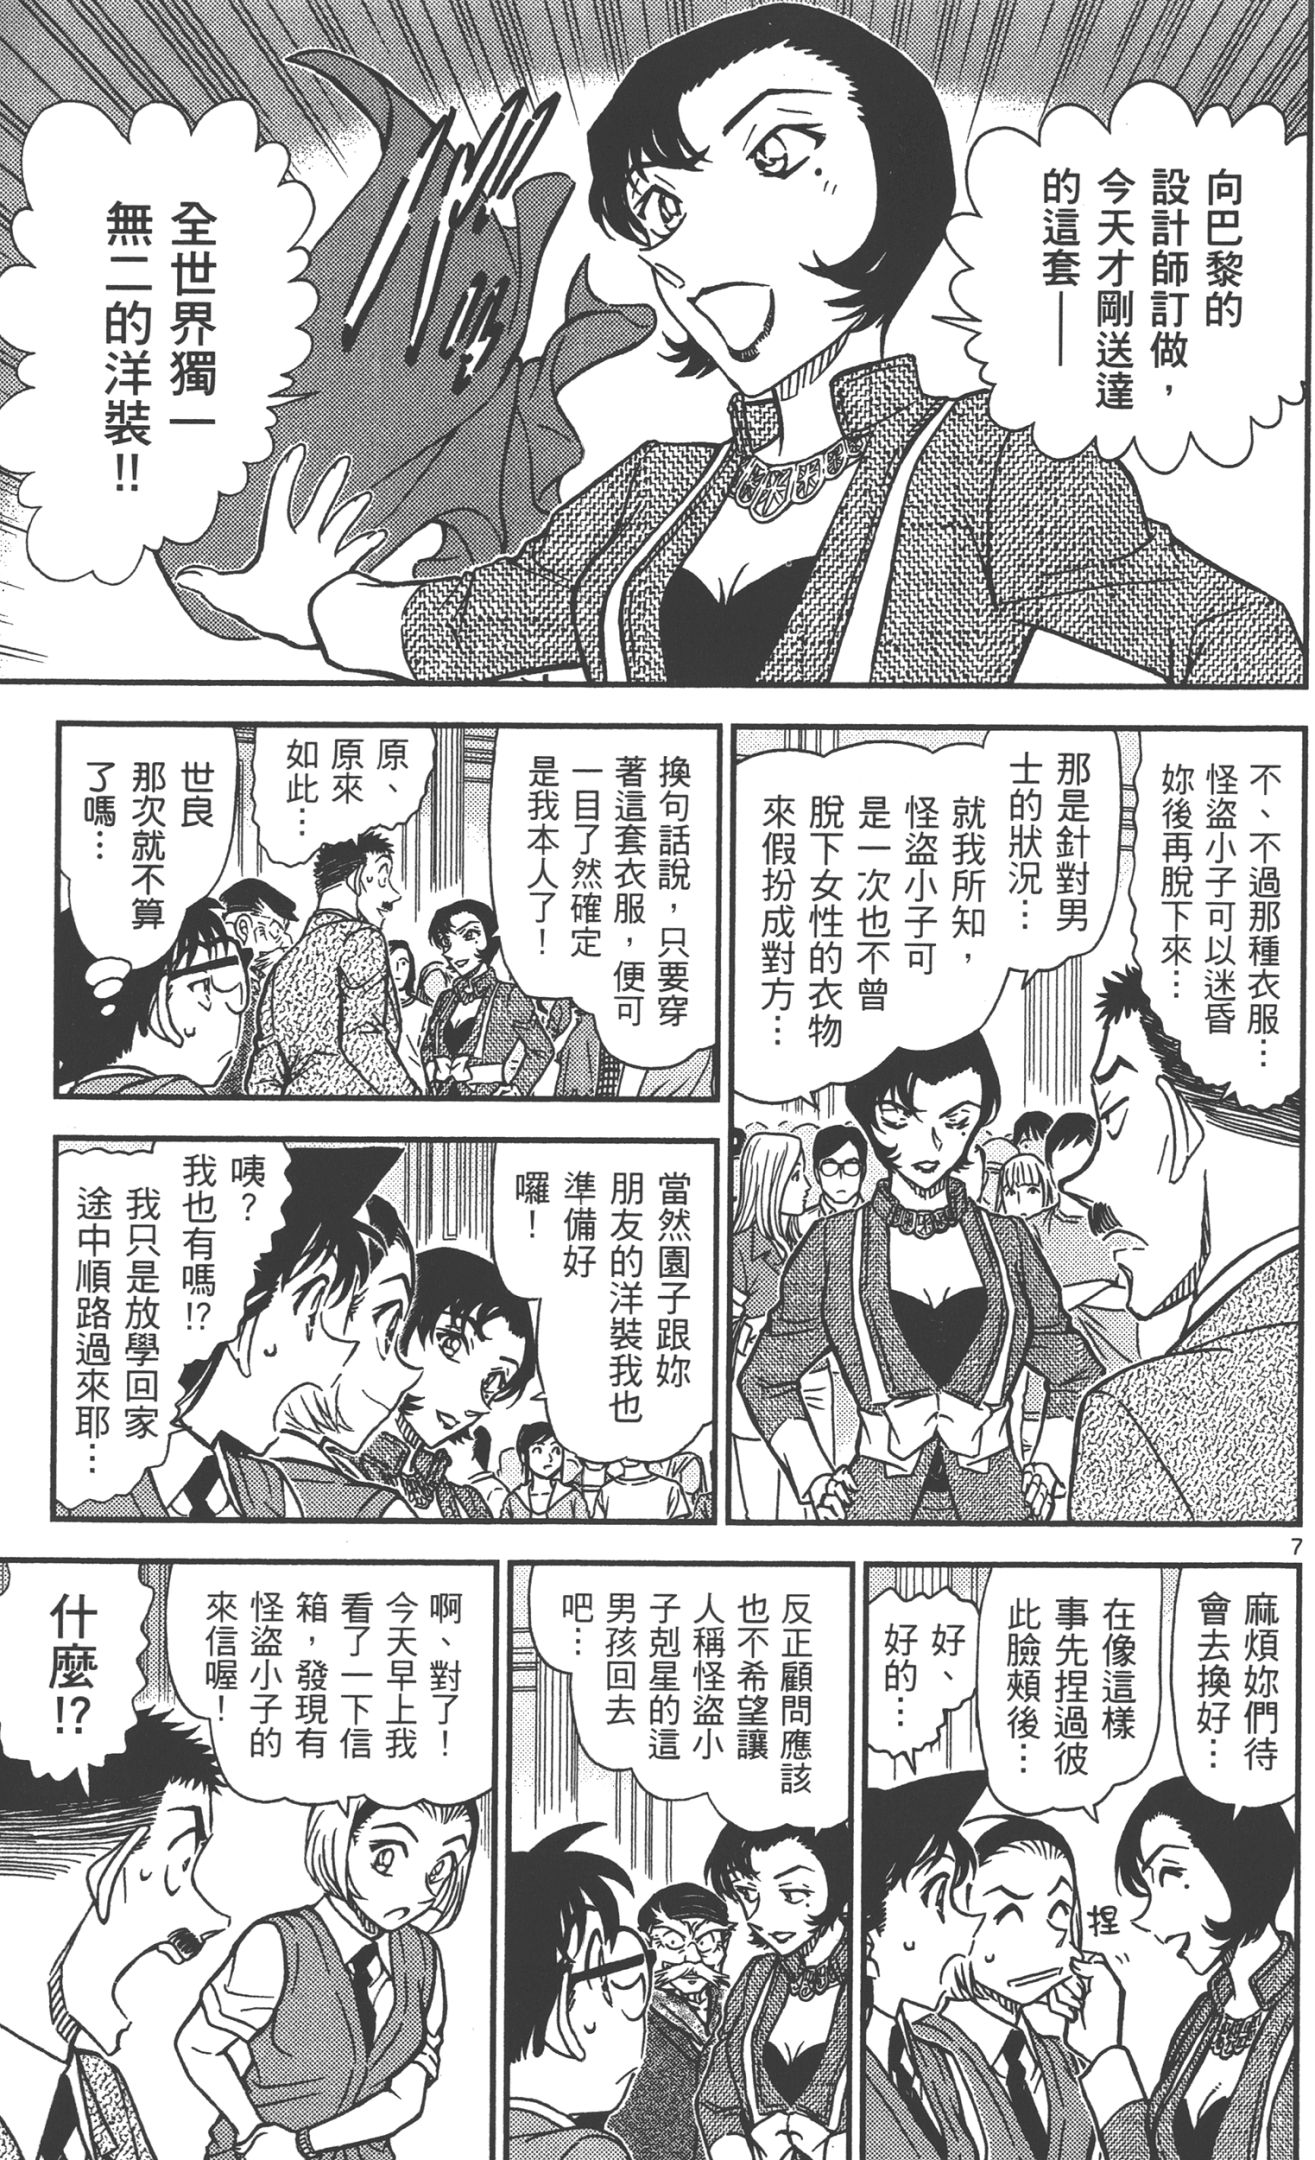 向巴黎的
設計師訂做，
今天才剛送達
的這套——
全世界獨一
無二的洋裝!!
不、不過那種衣服…
怪盜小子可以迷昏
妳後再脫下來…
那是針對男
士的狀況…
就我所知，
怪盜小子可
是一次也不曾
脫下女性的衣物
來假扮成對方…
換句話說，只要穿
著這套衣服，便可
一目了然確定
是我本人了！
原、
原來
如此…
世良
那次就不算
了嗎…
當然園子跟妳
朋友的洋裝我也
準備好
囉！
咦？
我也有嗎!?
我只是放學回家
途中順路過來耶…
7
麻煩妳們待
會去換好…
在像這樣
事先捏過彼
此臉頰後…
捏
好、
好的…
反正顧問應該
也不希望讓
人稱怪盜小
子剋星的這
男孩回去
吧…
啊、對了！
今天早上我
看了一下信
箱，發現有
怪盜小子的
來信喔！
什麼!?